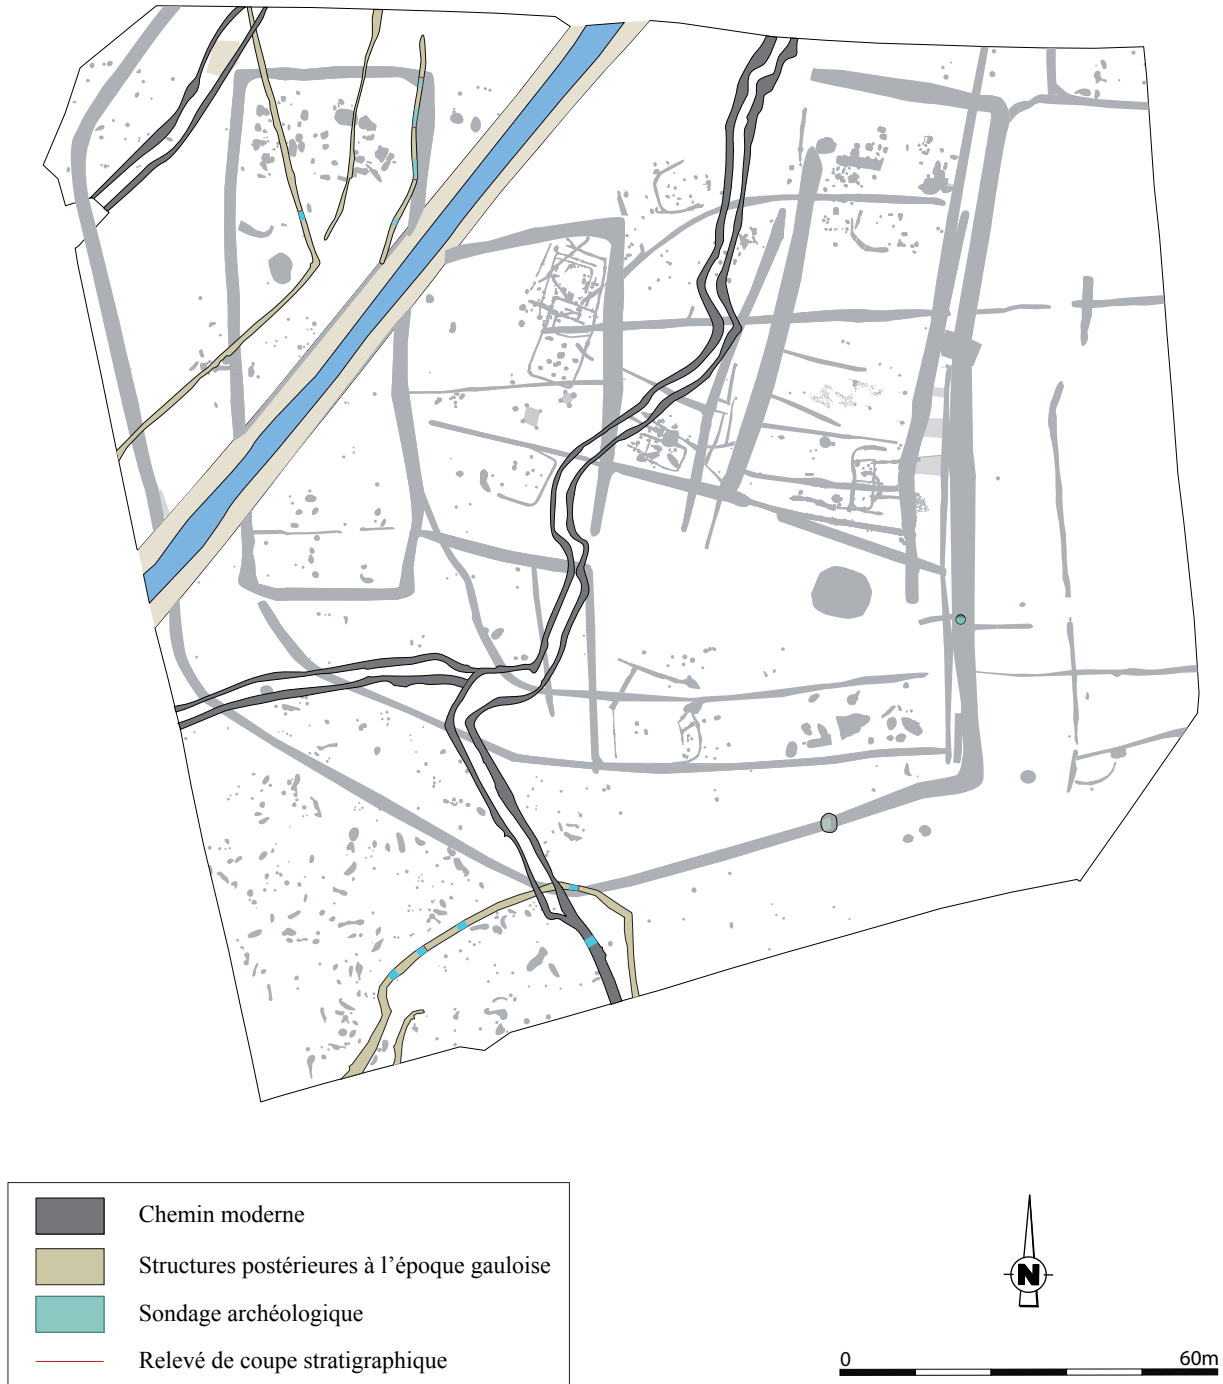 Chemin moderne
Structures postérieures à l’époque gauloise
Sondage archéologique
Relevé de coupe stratigraphique
N
0 60m